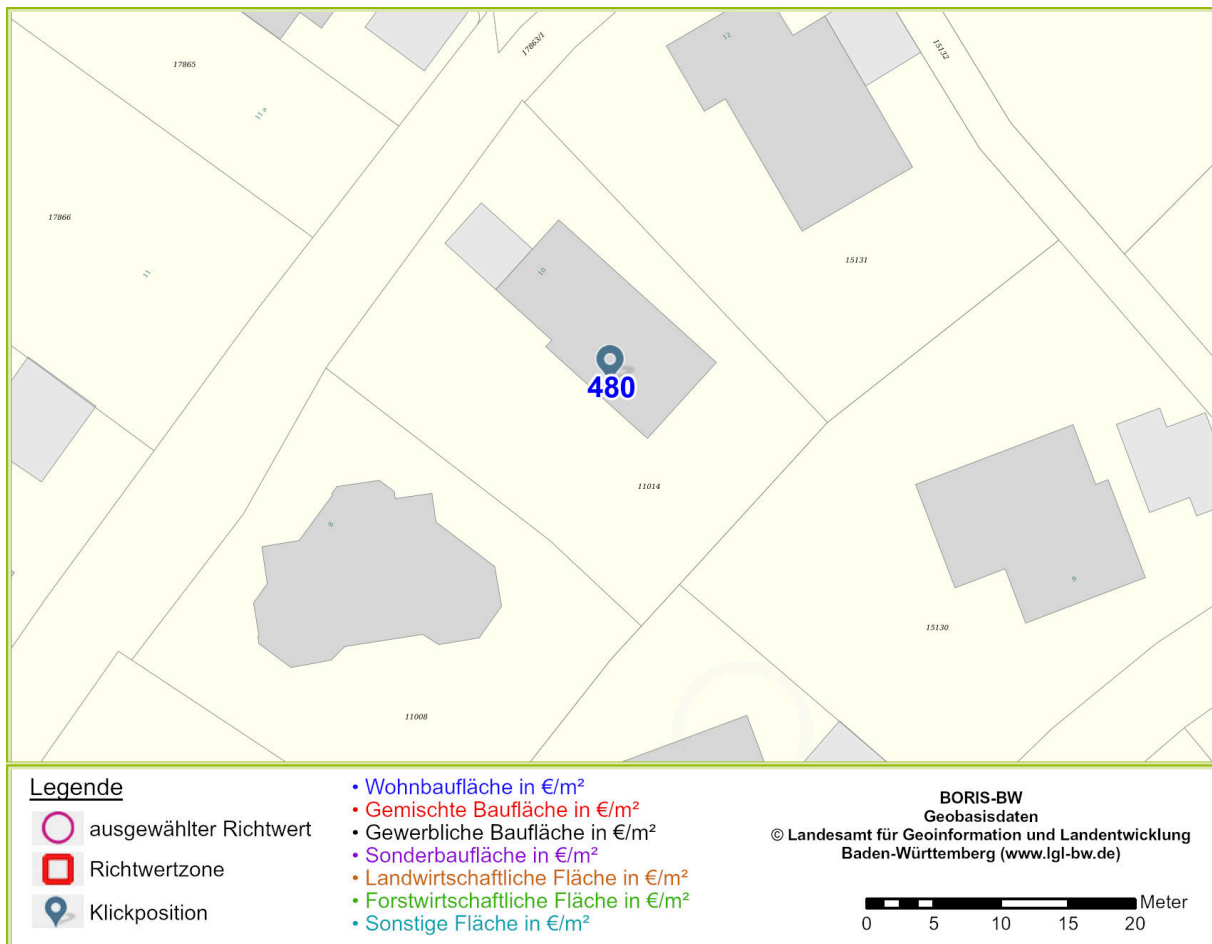 12
15132
17863/1
17865
11 a
17866
11
15131
10
480
11014
8
9
15130
11008
Legende
ausgewählter Richtwert
Richtwertzone
Klickposition
• Wohnbaufläche in €/m²
• Gemischte Baufläche in €/m²
• Gewerbliche Baufläche in €/m²
• Sonderbaufläche in €/m²
• Landwirtschaftliche Fläche in €/m²
• Forstwirtschaftliche Fläche in €/m²
• Sonstige Fläche in €/m²
BORIS-BW
Geobasisdaten
© Landesamt für Geoinformation und Landentwicklung
Baden-Württemberg (www.lgl-bw.de)
Meter
0 5 10 15 20